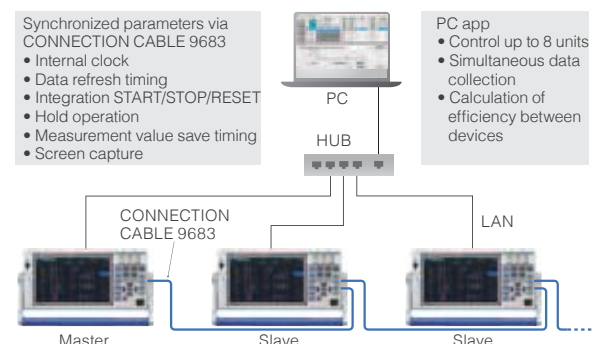 Synchronized parameters via
CONNECTION CABLE 9683
• Internal clock
• Data refresh timing
• Integration START/STOP/RESET
• Hold operation
• Measurement value save timing
• Screen capture
PC app
• Control up to 8 units
• Simultaneous data
collection
• Calculation of
efficiency between
devices
PC
HUB
CONNECTION
CABLE 9683
LAN
Master
Slave
Slave